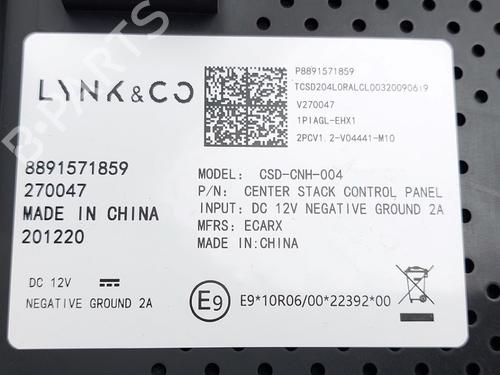 LYNK&CO
P8891571859
TCSD204LORALCL00320090619
V270047
1P1AGL-EHX1
2PCV1.2-V04441-M10
8891571859
270047
MADE IN CHINA
201220
MODEL: CSD-CNH-004
P/N: CENTER STACK CONTROL PANEL
INPUT: DC 12V NEGATIVE GROUND 2A
MFRS: ECARX
MADE IN:CHINA
DC 12V
NEGATIVE GROUND 2A
E9
E9*10R06/00*22392*00
B-PARTS